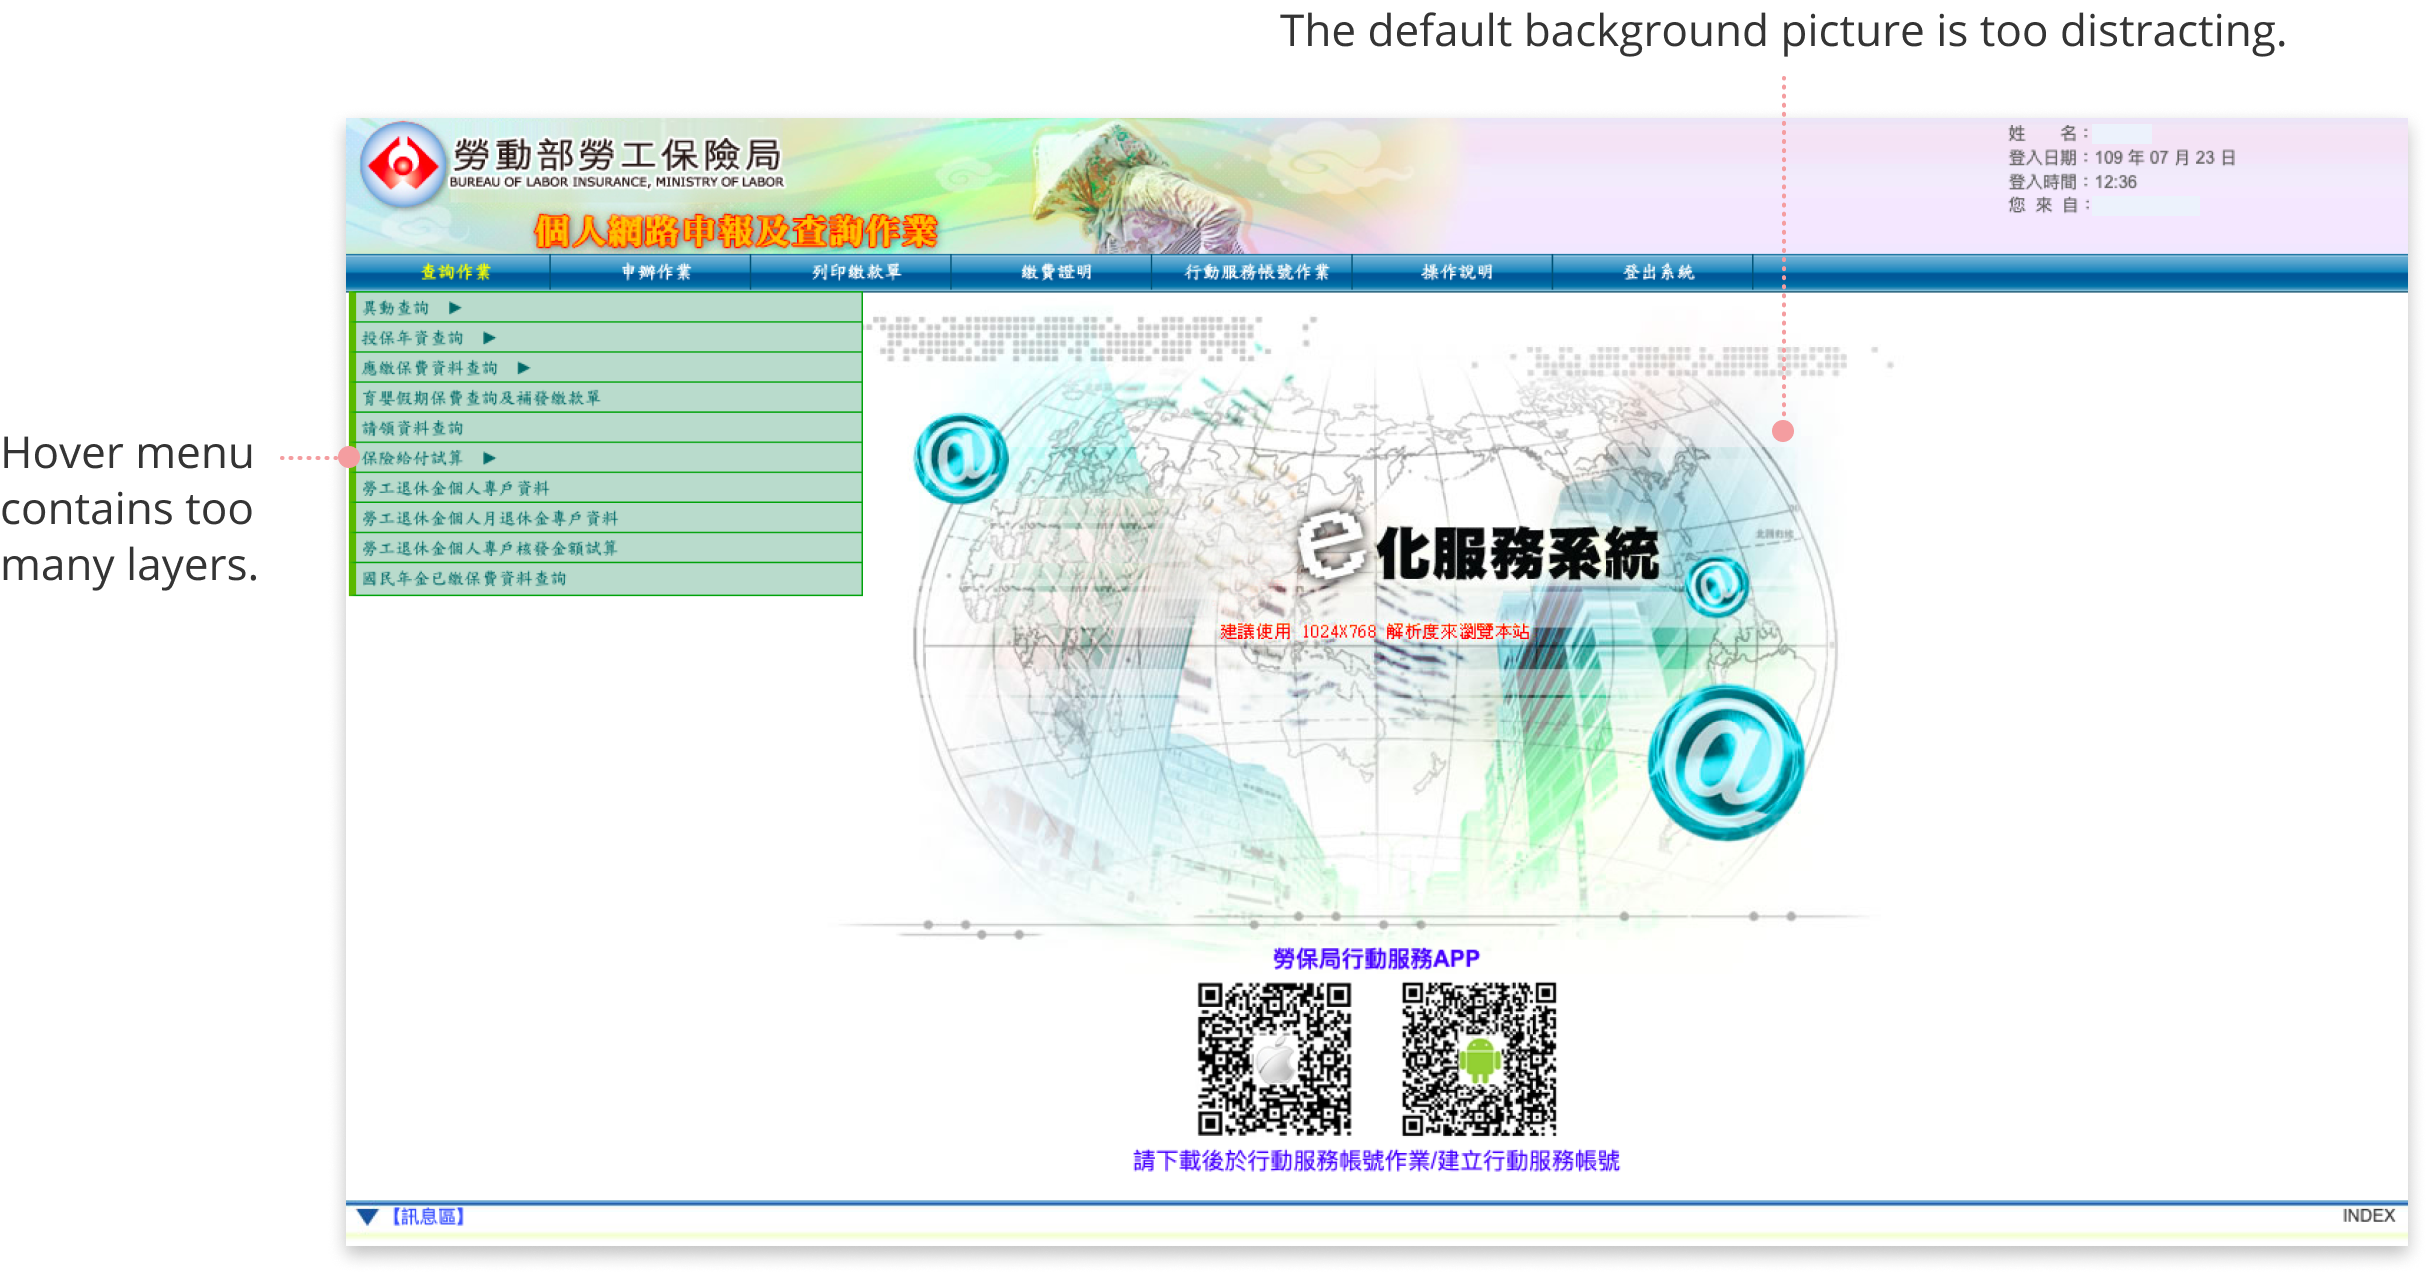 The default background picture is too distracting.
勞動部勞工保險局
BUREAU OF LABOR INSURANCE, MINISTRY OF LABOR
個人網路申報及查詢作業
姓 名：
登入日期：109 年 07 月 23 日
登入時間：12:36
您 來 自：
查詢作業 申辦作業 列印繳款單 繳費證明 行動服務帳號作業 操作說明 登出系統
異動查詢 ▶
投保年資查詢 ▶
應繳保費資料查詢 ▶
育嬰假期保費查詢及補發繳款單
請領資料查詢
保險給付試算 ▶
勞工退休金個人專戶資料
勞工退休金個人月退休金專戶資料
勞工退休金個人專戶核發金額試算
國民年金已繳保費資料查詢
Hover menu
contains too
many layers.
@
北回歸線
e化服務系統
@
建議使用 1024X768 解析度來瀏覽本站
@
勞保局行動服務APP
請下載後於行動服務帳號作業/建立行動服務帳號
▼【訊息區】
INDEX